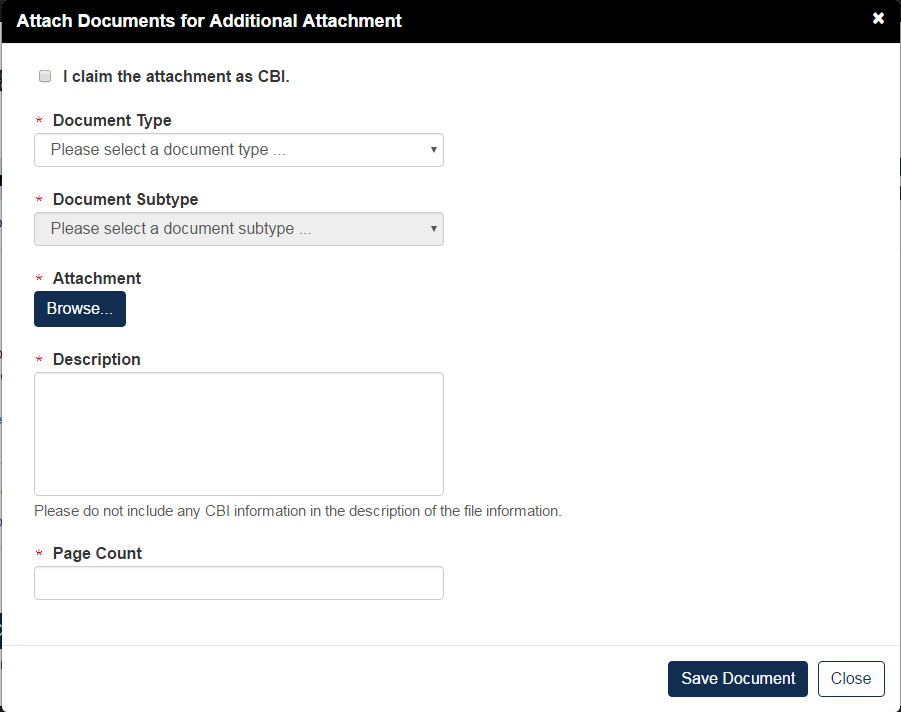 Attach Documents for Additional Attachment ✖
I claim the attachment as CBI.
* Document Type
Please select a document type ...
* Document Subtype
Please select a document subtype ...
* Attachment
Browse...
* Description
Please do not include any CBI information in the description of the file information.
* Page Count
Save Document Close